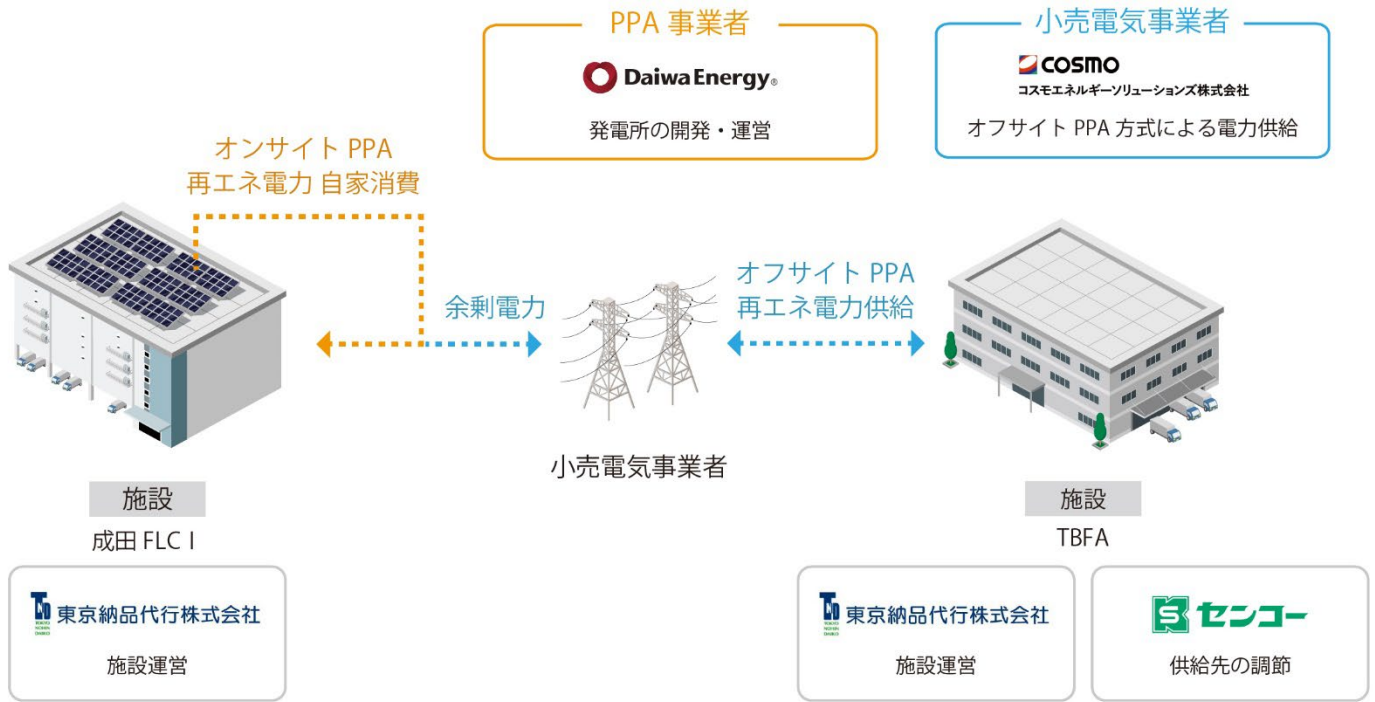 PPA 事業者
DaiwaEnergy®
発電所の開発・運営
小売電気事業者
COSMO
コスモエネルギーソリューションズ株式会社
オフサイト PPA 方式による電力供給
オンサイト PPA
再エネ電力 自家消費
余剰電力
オフサイト PPA
再エネ電力供給
小売電気事業者
施設
成田 FLC I
東京納品代行株式会社
施設運営
施設
TBFA
東京納品代行株式会社
施設運営
センコー
供給先の調節